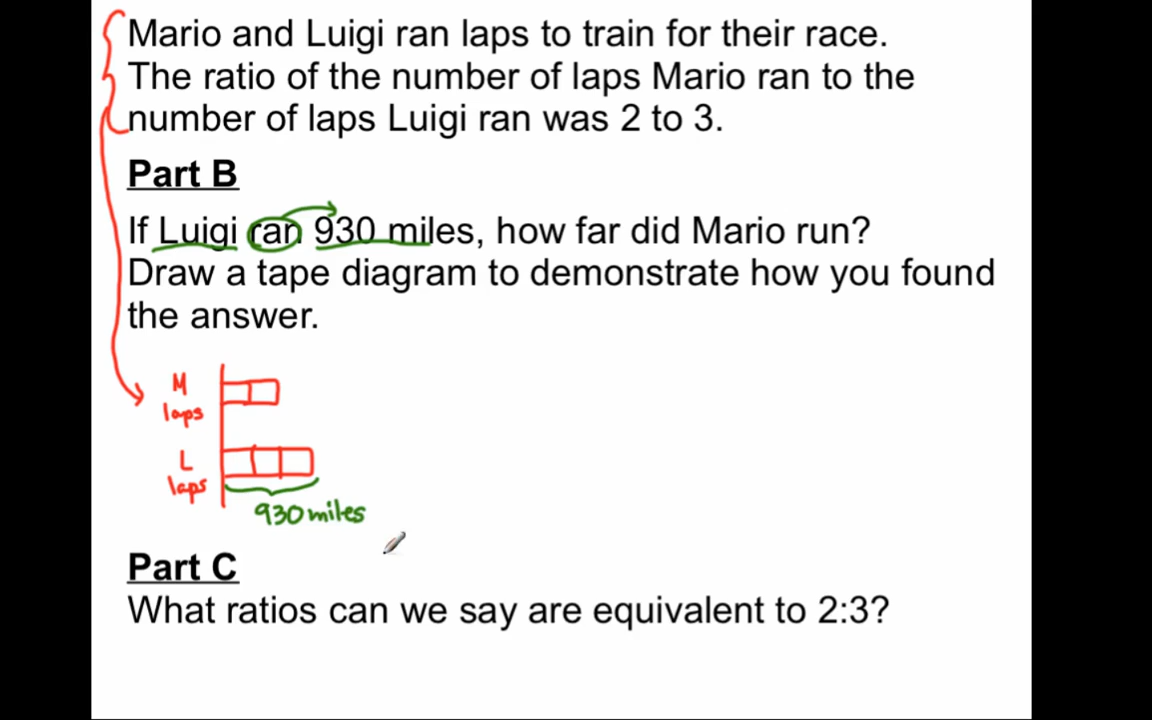 Mario and Luigi ran laps to train for their race.
The ratio of the number of laps Mario ran to the
number of laps Luigi ran was 2 to 3.
Part B
If Luigi ran 930 miles, how far did Mario run?
Draw a tape diagram to demonstrate how you found
the answer.
M
laps
L
laps
930 miles
Part C
What ratios can we say are equivalent to 2:3?